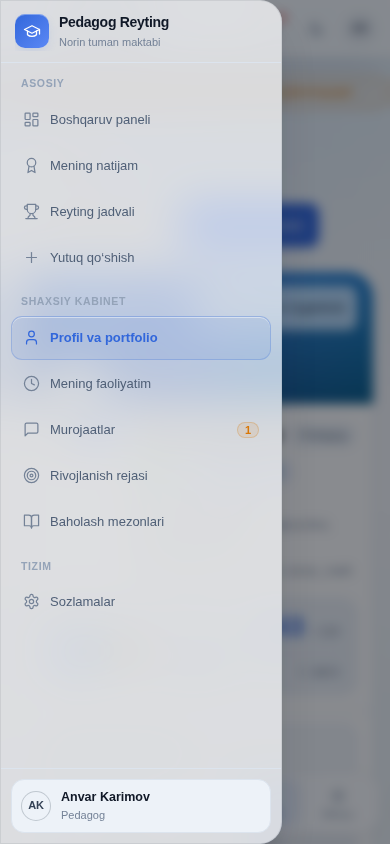 Pedagog Reyting
Norin tuman maktabi
ASOSIY
Boshqaruv paneli
Mening natijam
Reyting jadvali
Yutuq qo‘shish
SHAXSIY KABINET
Profil va portfolio
Mening faoliyatim
Murojaatlar
1
Rivojlanish rejasi
Baholash mezonlari
TIZIM
Sozlamalar
AK
Anvar Karimov
Pedagog